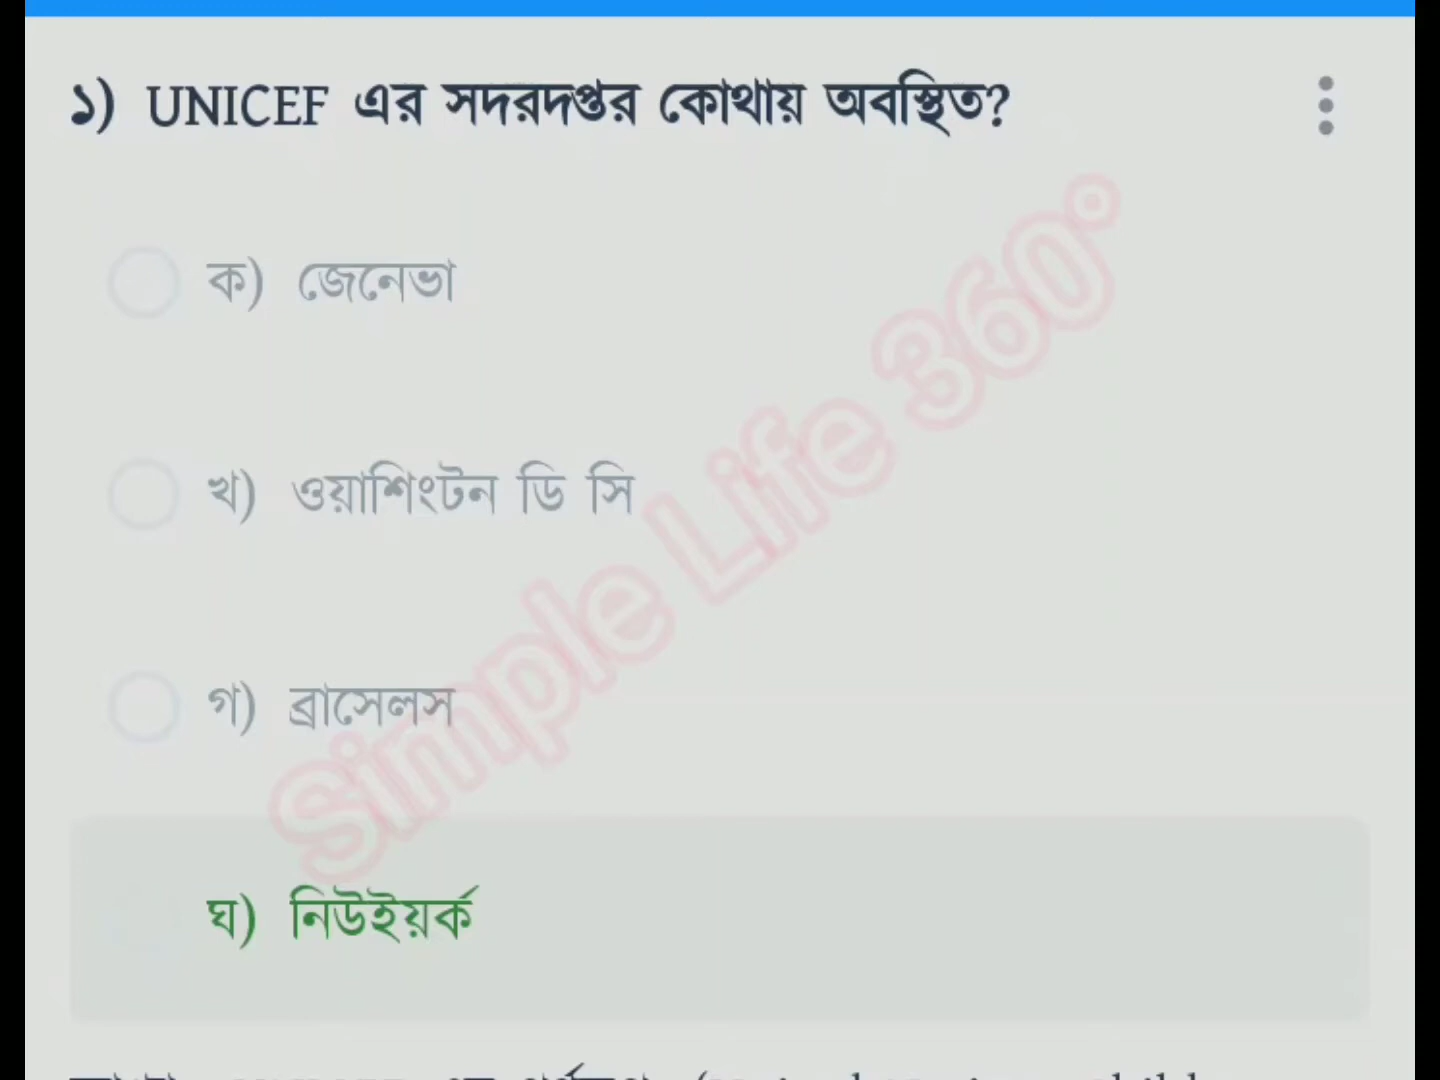 ১) UNICEF এর সদরদপ্তর কোথায় অবস্থিত?
ক) জেনেভা
খ) ওয়াশিংটন ডি সি
গ) ব্রাসেলস
ঘ) নিউইয়র্ক
Simple Life 360°